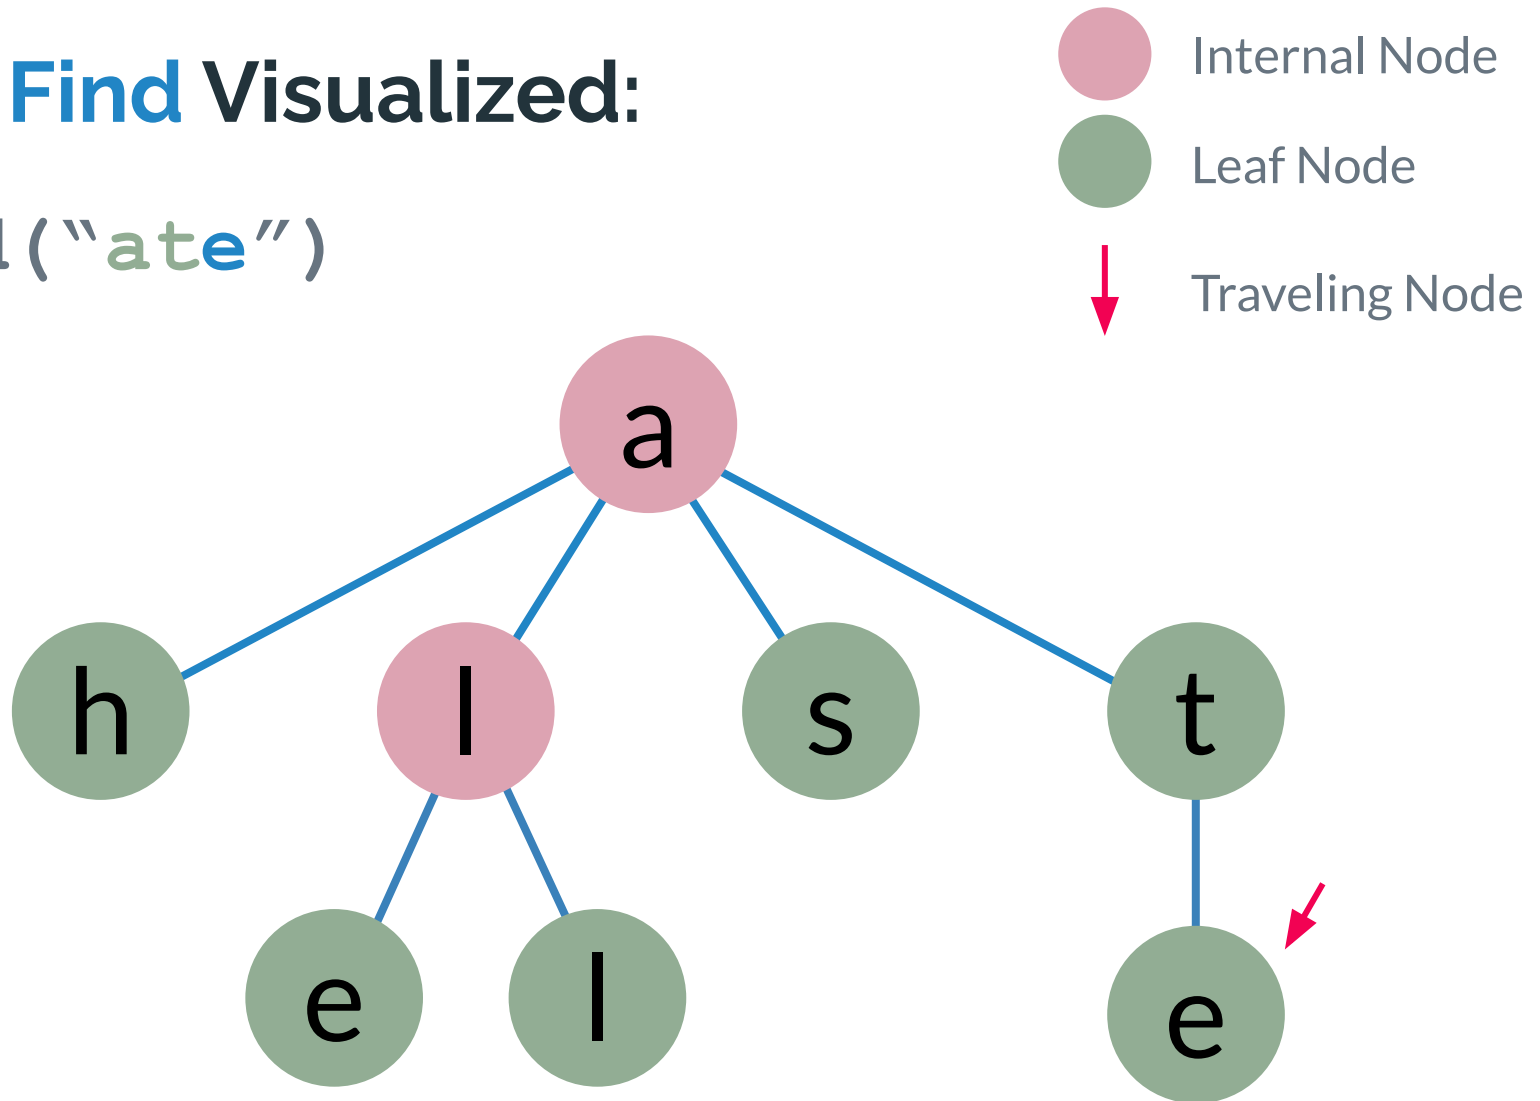 Find Visualized:
("ate")
Internal Node
Leaf Node
Traveling Node
a
h l s t
e l e